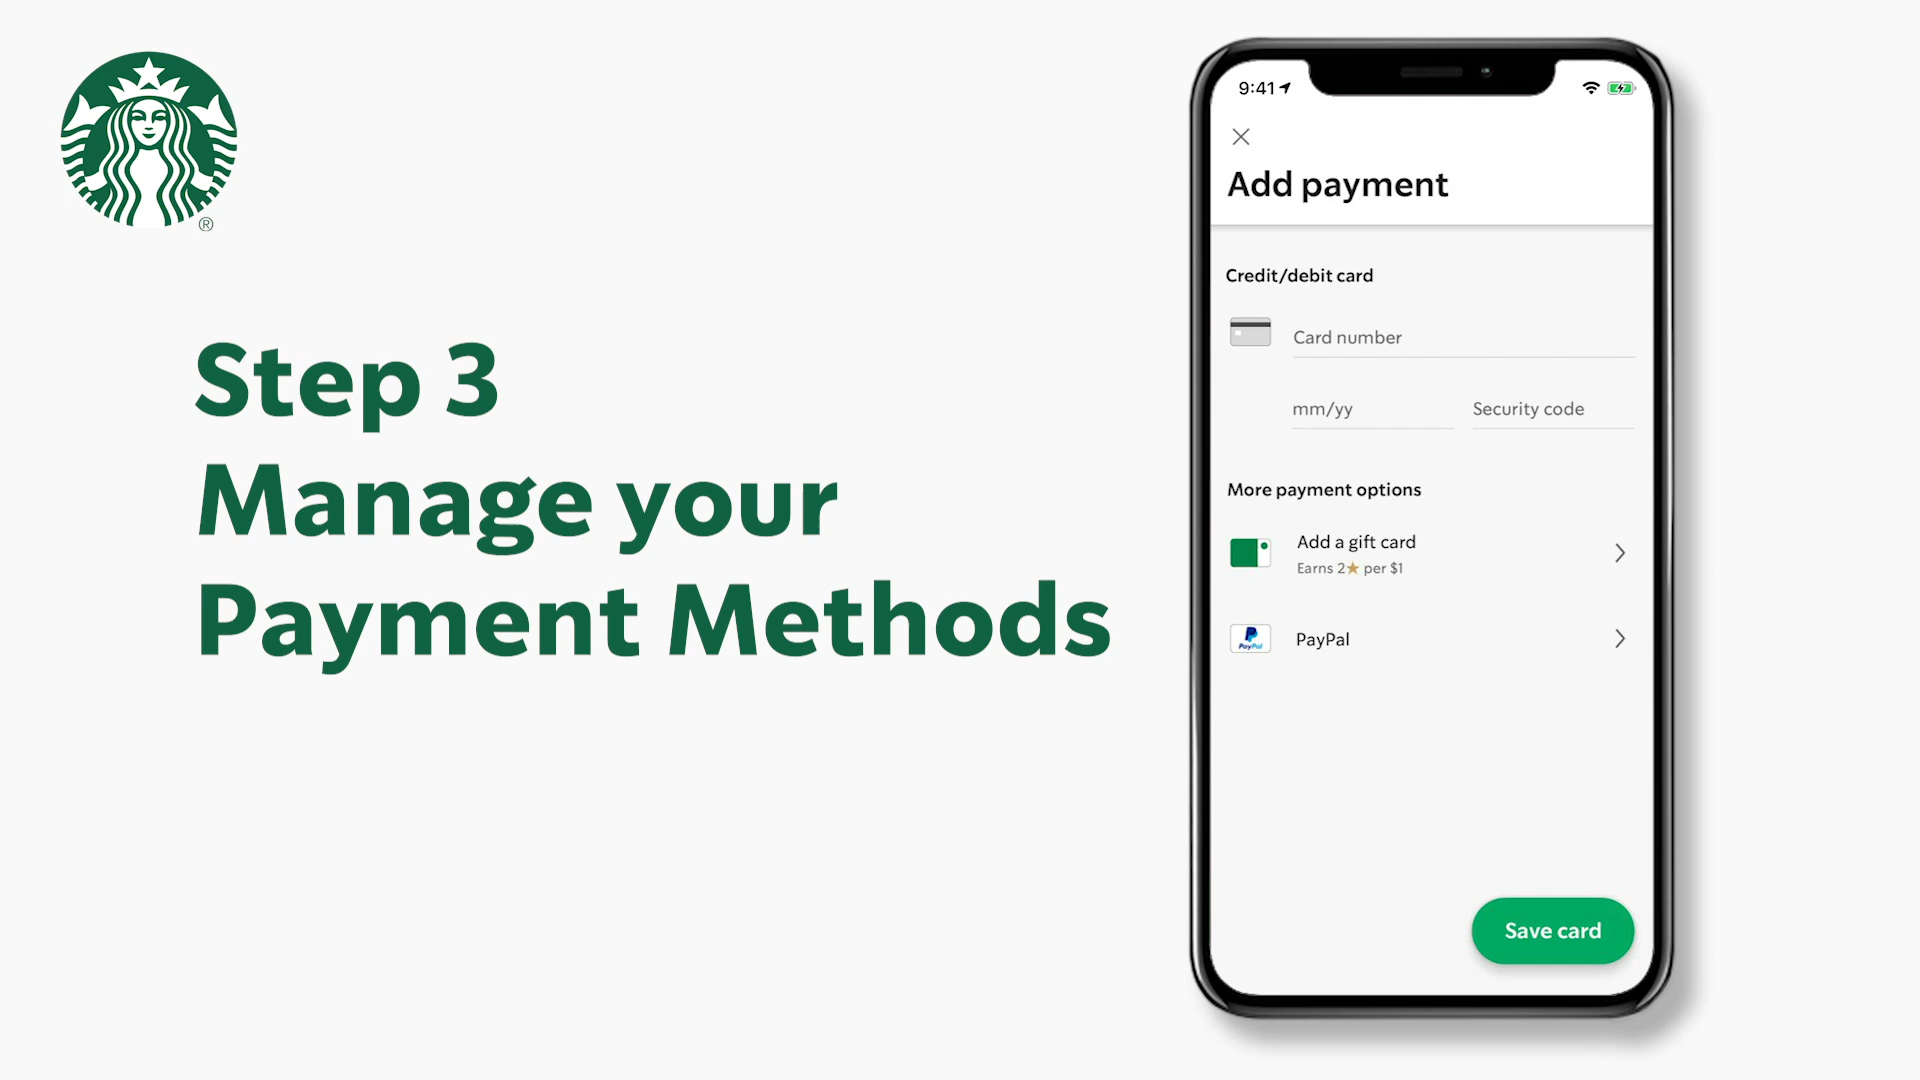 ®
Step 3
Manage your
Payment Methods
9:41
Add payment
Credit/debit card
Card number
mm/yy
Security code
More payment options
Add a gift card
Earns 2★ per $1
PayPal
PayPal
Save card